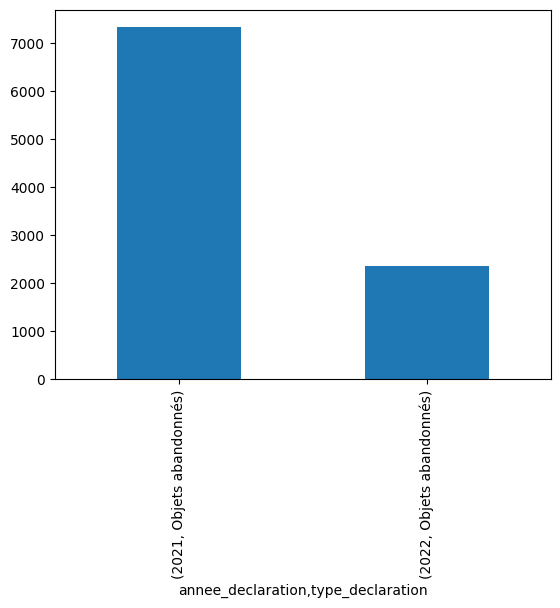 7000
6000
5000
4000
3000
2000
1000
0
(2021, Objets abandonnés)
(2022, Objets abandonnés)
annee_declaration,type_declaration